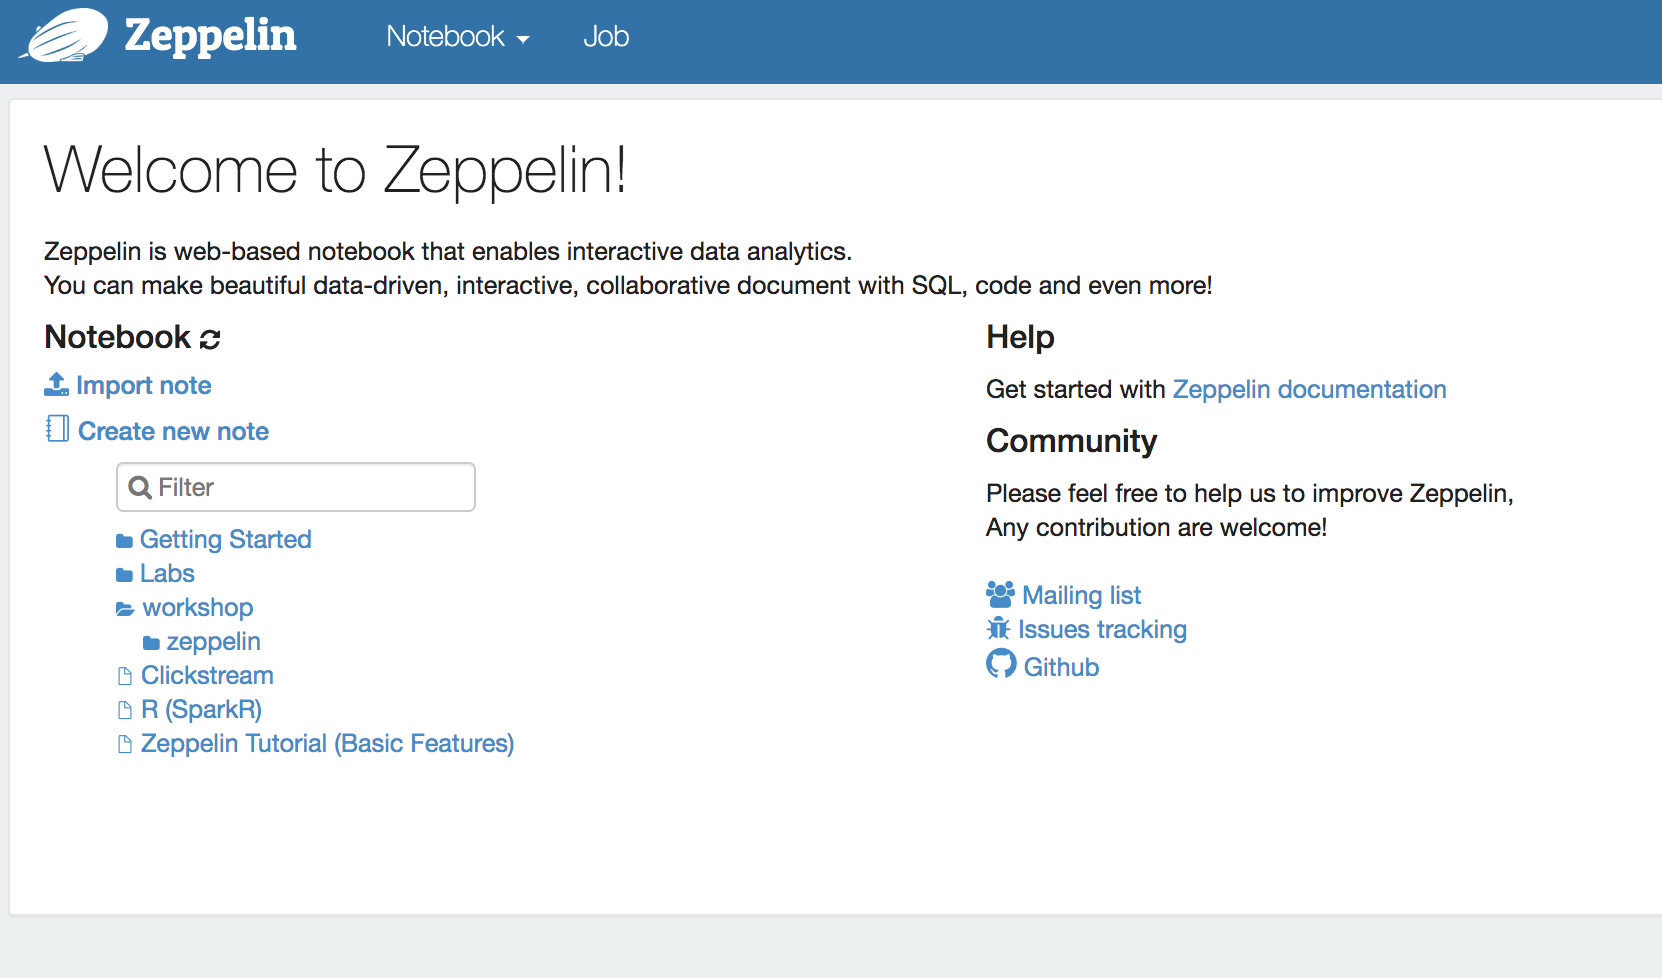 Zeppelin
Notebook
Job
Welcome to Zeppelin!
Zeppelin is web-based notebook that enables interactive data analytics.
You can make beautiful data-driven, interactive, collaborative document with SQL, code and even more!
Notebook
Import note
Create new note
Filter
Getting Started
Labs
workshop
zeppelin
Clickstream
R (SparkR)
Zeppelin Tutorial (Basic Features)
Help
Get started with Zeppelin documentation
Community
Please feel free to help us to improve Zeppelin,
Any contribution are welcome!
Mailing list
Issues tracking
Github